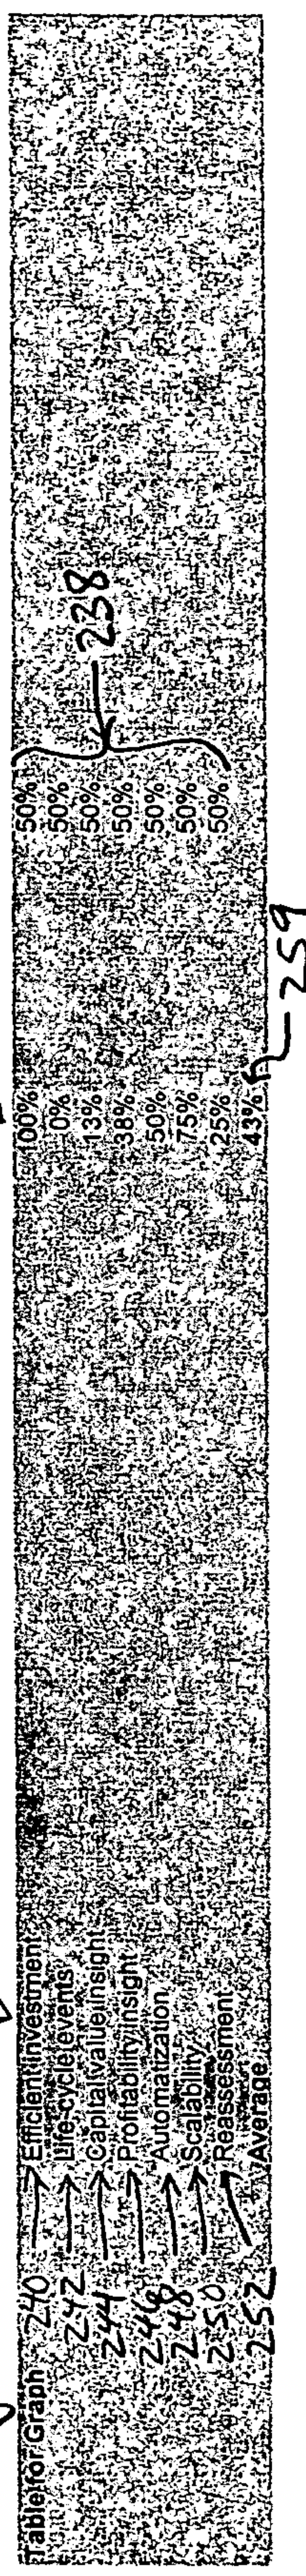 Table for Graph 240 Efficient investment 100% 50%
242 Life-cycle events 0% 50%
244 Capital value insight 13% 50%
246 Profitability insight 38% 50% 238
248 Automatization 50% 50%
250 Scalability 75% 50%
252 Reassessment 25% 50%
Average 43% 259